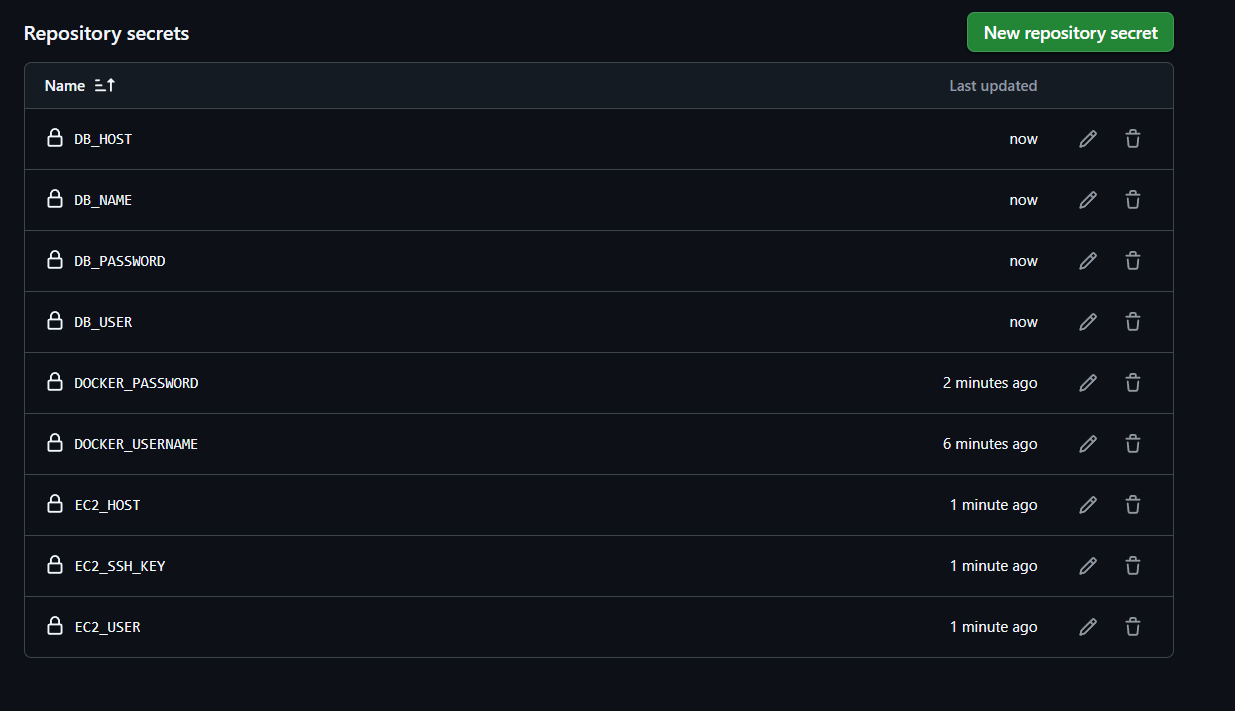 Repository secrets
New repository secret
Name
Last updated
DB_HOST
now
DB_NAME
now
DB_PASSWORD
now
DB_USER
now
DOCKER_PASSWORD
2 minutes ago
DOCKER_USERNAME
6 minutes ago
EC2_HOST
1 minute ago
EC2_SSH_KEY
1 minute ago
EC2_USER
1 minute ago